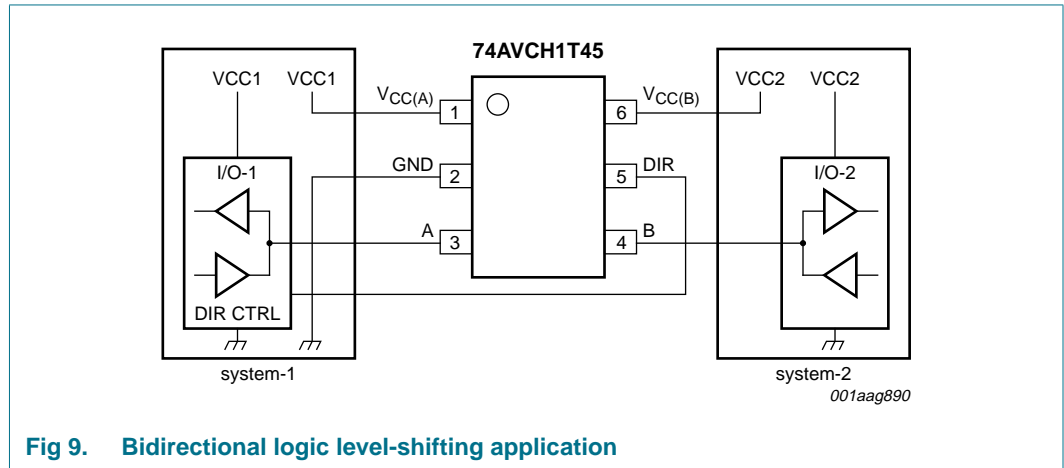 74AVCH1T45
VCC1 VCC1
VCC(A)
1
6
VCC(B)
VCC2 VCC2
I/O-1
GND
2
5
DIR
I/O-2
A
3
4
B
DIR CTRL
system-1
system-2
001aag890
Fig 9. Bidirectional logic level-shifting application